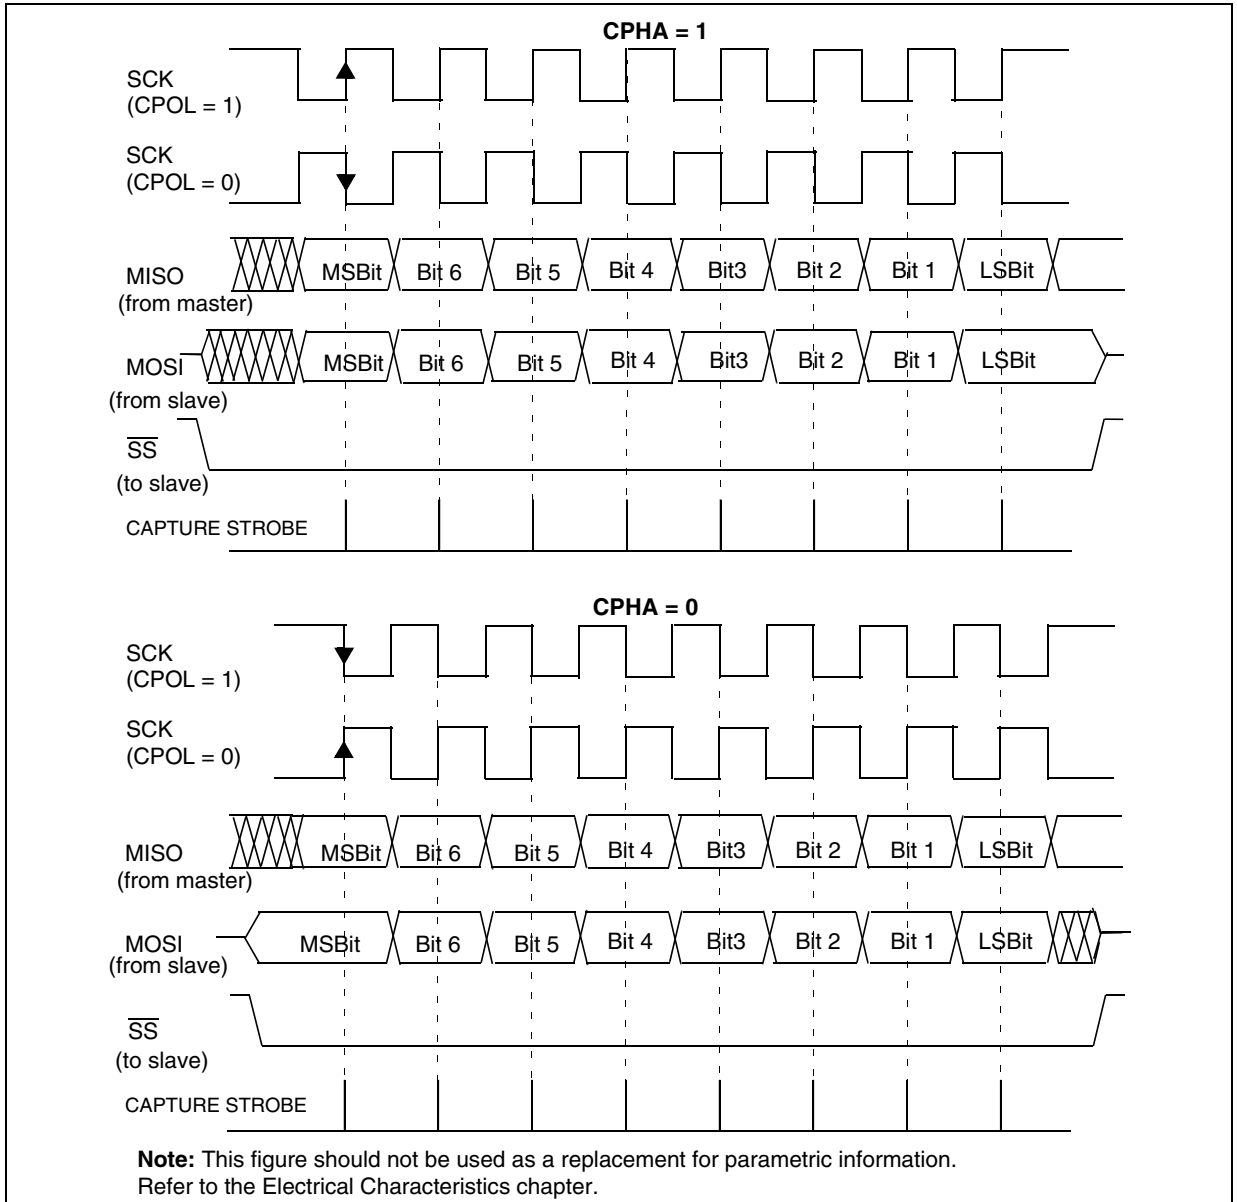 CPHA = 1
SCK
(CPOL = 1)
SCK
(CPOL = 0)
MISO
(from master)
MSBit Bit 6 Bit 5 Bit 4 Bit3 Bit 2 Bit 1 LSBit
MOSI
(from slave)
MSBit Bit 6 Bit 5 Bit 4 Bit3 Bit 2 Bit 1 LSBit
SS
(to slave)
CAPTURE STROBE
CPHA = 0
SCK
(CPOL = 1)
SCK
(CPOL = 0)
MISO
(from master)
MSBit Bit 6 Bit 5 Bit 4 Bit3 Bit 2 Bit 1 LSBit
MOSI
(from slave)
MSBit Bit 6 Bit 5 Bit 4 Bit3 Bit 2 Bit 1 LSBit
SS
(to slave)
CAPTURE STROBE
Note: This figure should not be used as a replacement for parametric information.
Refer to the Electrical Characteristics chapter.